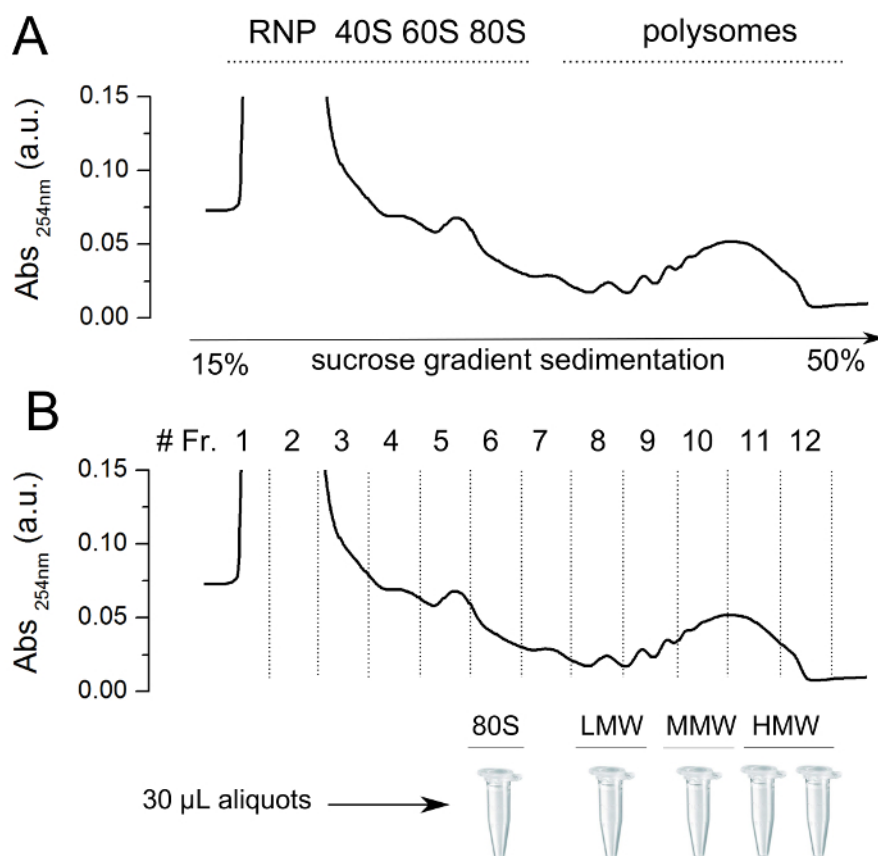 A
RNP 40S 60S 80S polysomes
0.15
0.10
0.05
0.00
Abs 254nm (a.u.)
15% sucrose gradient sedimentation 50%
B
# Fr. 1 2 3 4 5 6 7 8 9 10 11 12
0.15
0.10
0.05
0.00
Abs 254nm (a.u.)
80S LMW MMW HMW
30 µL aliquots